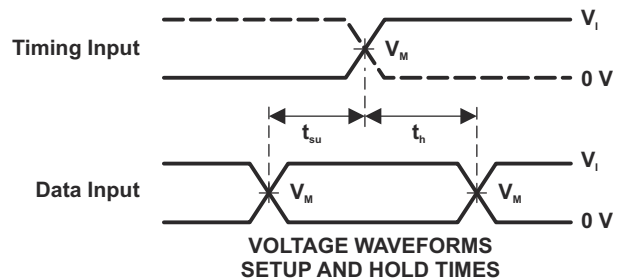 V_I
Timing Input
V_M
0 V
t_su
t_h
V_I
Data Input
V_M
V_M
0 V
VOLTAGE WAVEFORMS
SETUP AND HOLD TIMES